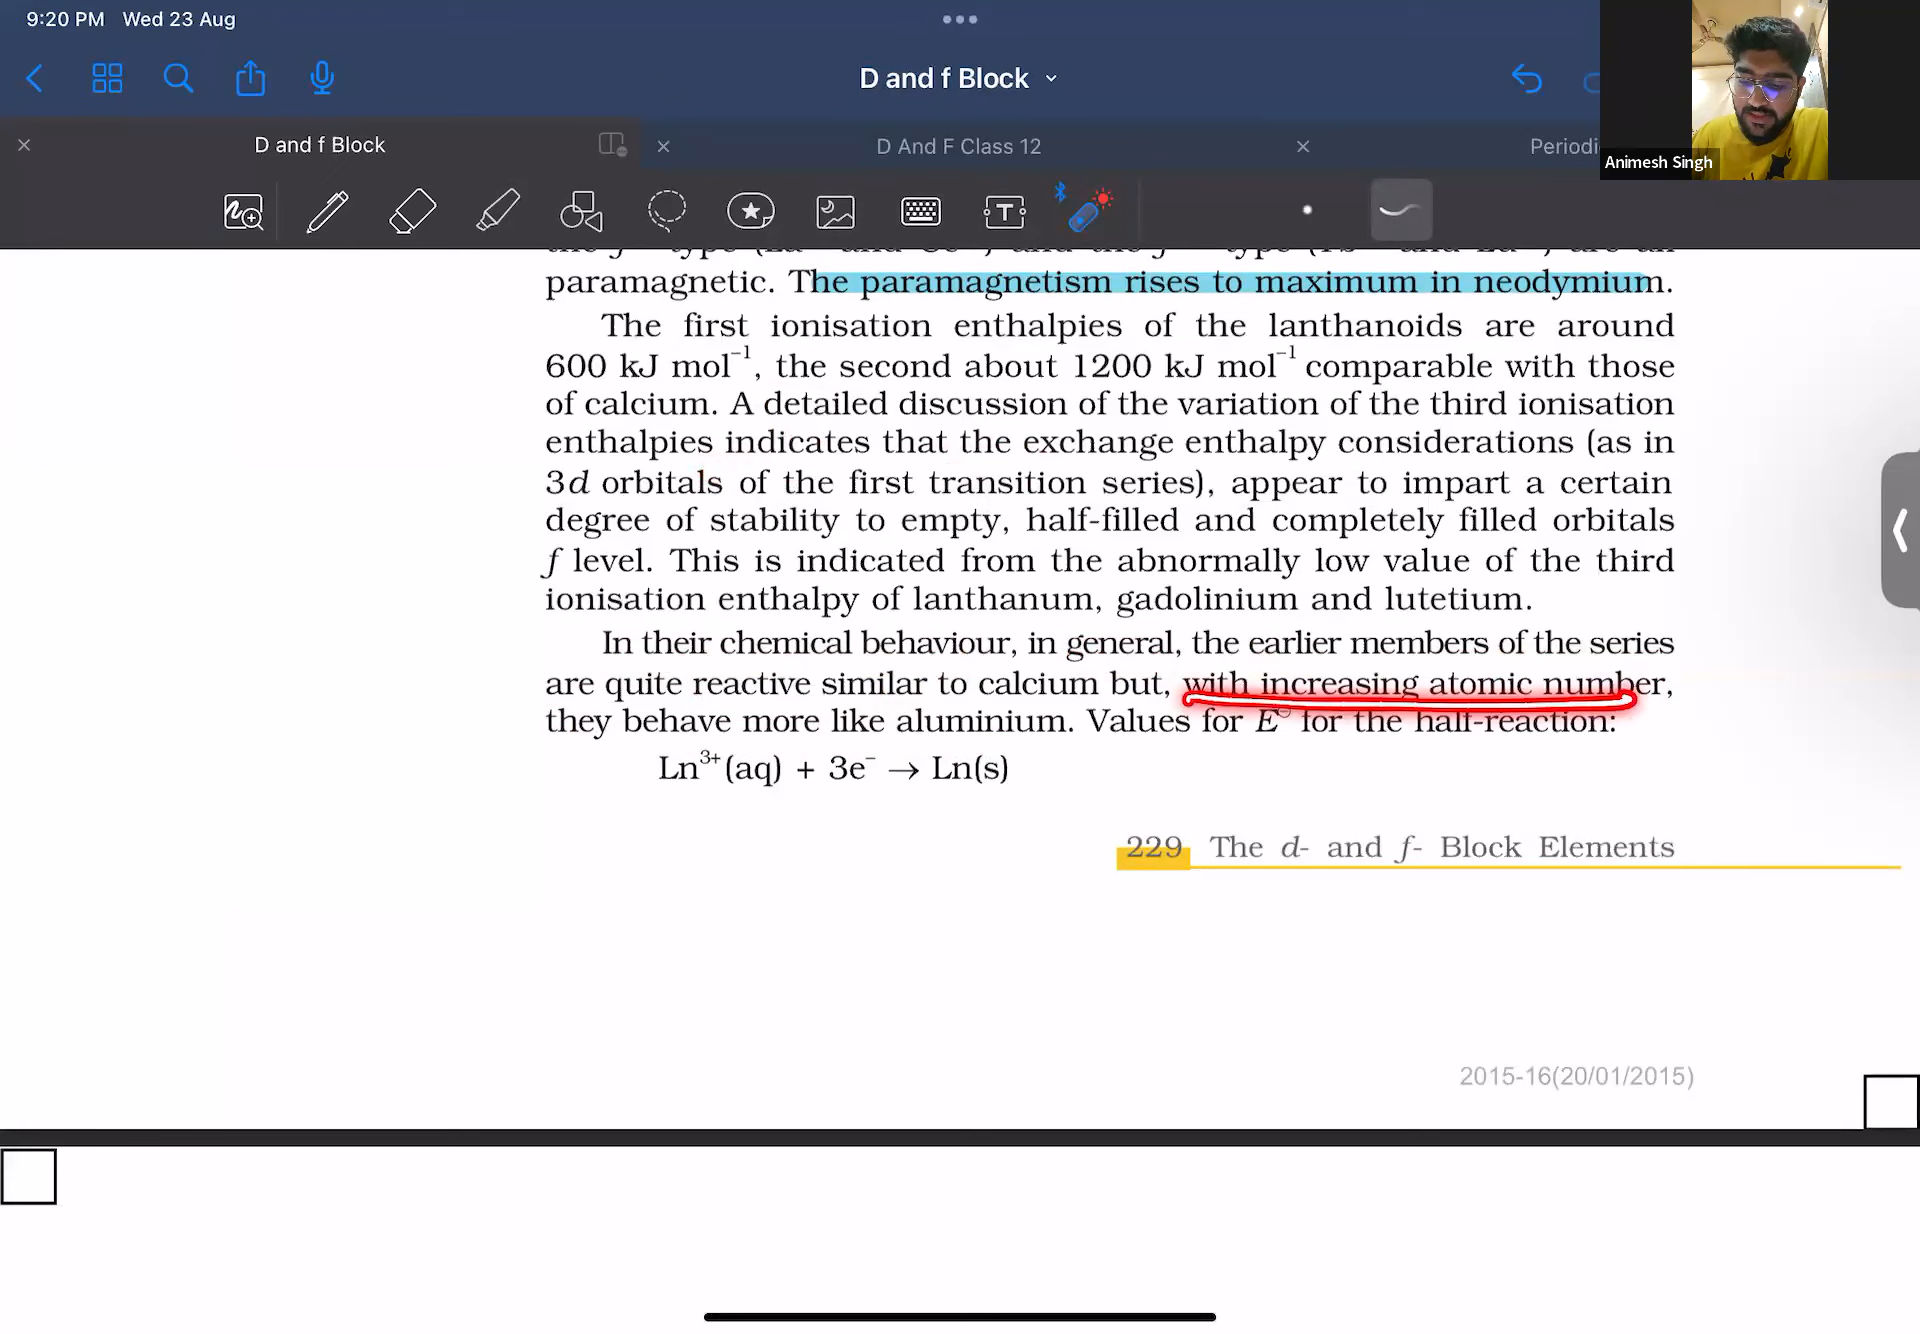 9:20 PM Wed 23 Aug
D and f Block
D and f Block
D And F Class 12
Periodi
Animesh Singh
paramagnetic. The paramagnetism rises to maximum in neodymium.
The first ionisation enthalpies of the lanthanoids are around
600 kJ mol⁻¹, the second about 1200 kJ mol⁻¹ comparable with those
of calcium. A detailed discussion of the variation of the third ionisation
enthalpies indicates that the exchange enthalpy considerations (as in
3d orbitals of the first transition series), appear to impart a certain
degree of stability to empty, half-filled and completely filled orbitals
f level. This is indicated from the abnormally low value of the third
ionisation enthalpy of lanthanum, gadolinium and lutetium.
In their chemical behaviour, in general, the earlier members of the series
are quite reactive similar to calcium but, with increasing atomic number,
they behave more like aluminium. Values for E° for the half-reaction:
Ln³⁺(aq) + 3e⁻ → Ln(s)
229 The d- and f- Block Elements
2015-16(20/01/2015)